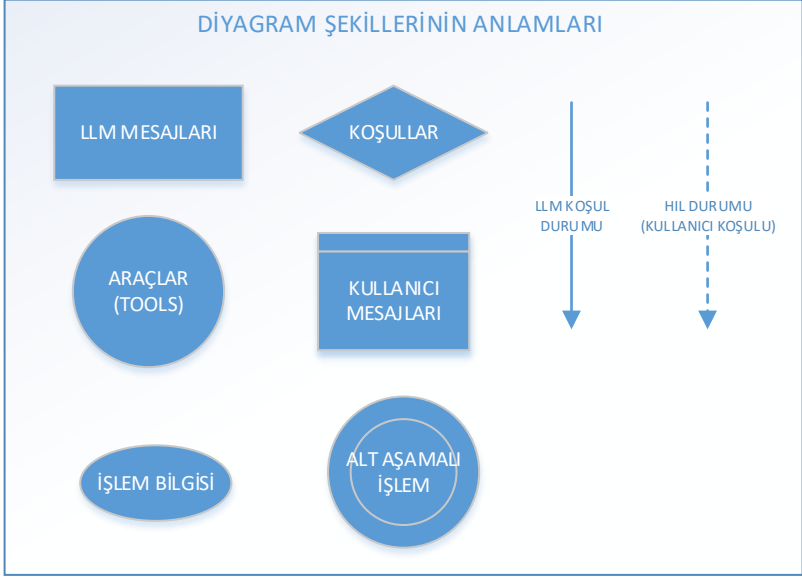 DİYAGRAM ŞEKİLLERİNİN ANLAMLARI
LLM MESAJLARI
KOŞULLAR
LLM KOŞUL
DURUMU
HIL DURUMU
(KULLANICI KOŞULU)
ARAÇLAR
(TOOLS)
KULLANICI
MESAJLARI
İŞLEM BİLGİSİ
ALT AŞAMALI
İŞLEM